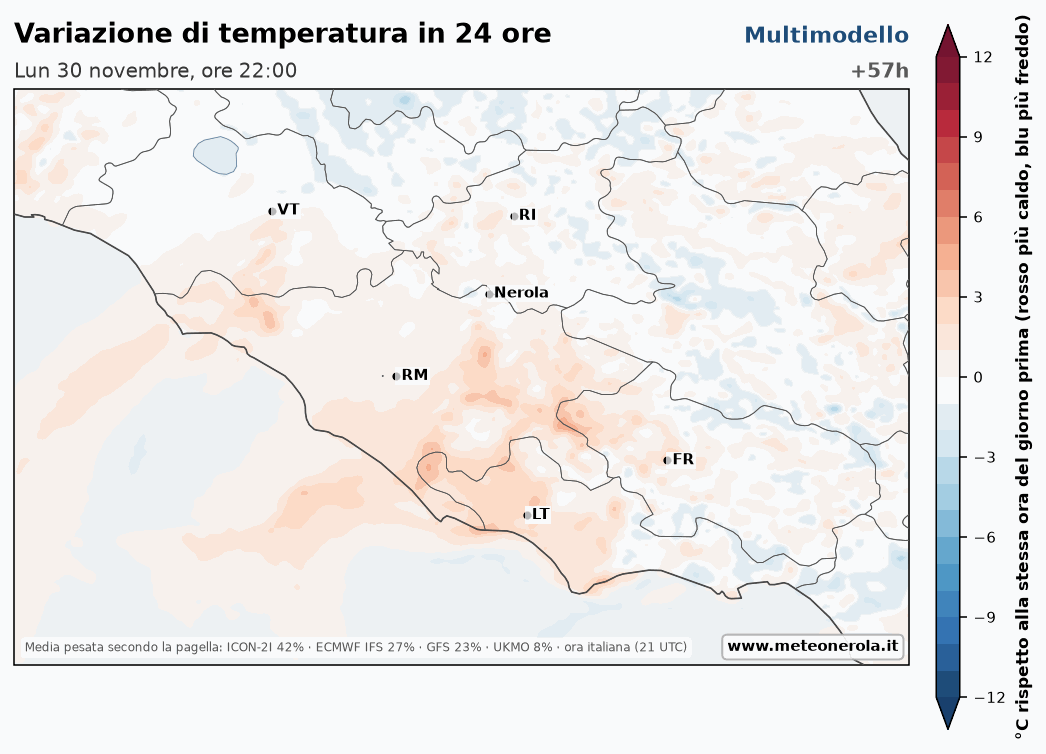 Variazione di temperatura in 24 ore
Multimodello
Lun 30 novembre, ore 22:00
+57h
VT
RI
Nerola
RM
FR
LT
Media pesata secondo la pagella: ICON-2I 42% · ECMWF IFS 27% · GFS 23% · UKMO 8% · ora italiana (21 UTC)
www.meteonerola.it
12
9
6
3
0
−3
−6
−9
−12
°C rispetto alla stessa ora del giorno prima (rosso più caldo, blu più freddo)